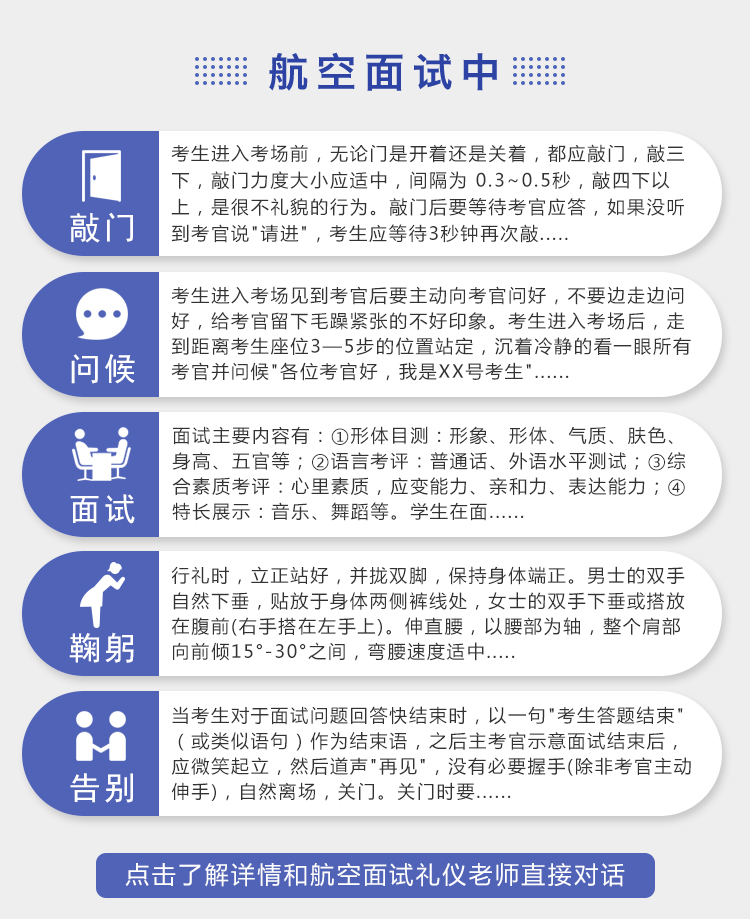 航空面试中
敲门
考生进入考场前，无论门是开着还是关着，都应敲门，敲三
下，敲门力度大小应适中，间隔为 0.3~0.5秒，敲四下以
上，是很不礼貌的行为。敲门后要等待考官应答，如果没听
到考官说"请进"，考生应等待3秒钟再次敲.....
问候
考生进入考场见到考官后要主动向考官问好，不要边走边问
好，给考官留下毛躁紧张的不好印象。考生进入考场后，走
到距离考生座位3—5步的位置站定，沉着冷静的看一眼所有
考官并问候"各位考官好，我是XX号考生"......
面试
面试主要内容有：①形体目测：形象、形体、气质、肤色、
身高、五官等；②语言考评：普通话、外语水平测试；③综
合素质考评：心里素质，应变能力、亲和力、表达能力；④
特长展示：音乐、舞蹈等。学生在面......
鞠躬
行礼时，立正站好，并拢双脚，保持身体端正。男士的双手
自然下垂，贴放于身体两侧裤线处，女士的双手下垂或搭放
在腹前(右手搭在左手上)。伸直腰，以腰部为轴，整个肩部
向前倾15°-30°之间，弯腰速度适中.....
告别
当考生对于面试问题回答快结束时，以一句"考生答题结束"
（或类似语句）作为结束语，之后主考官示意面试结束后，
应微笑起立，然后道声"再见"，没有必要握手(除非考官主动
伸手)，自然离场，关门。关门时要......
点击了解详情和航空面试礼仪老师直接对话